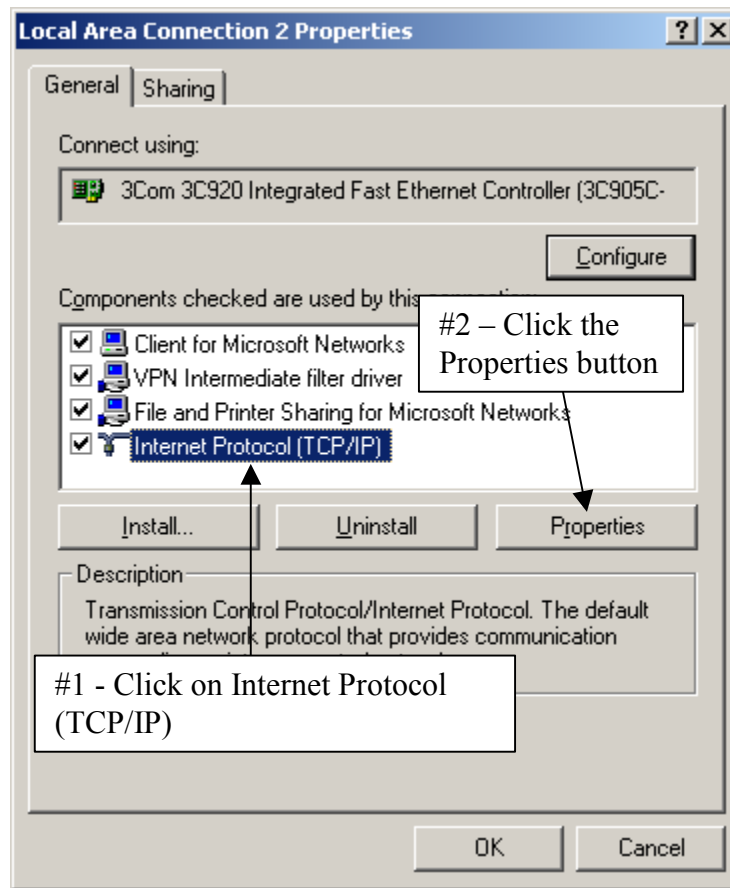 Local Area Connection 2 Properties
General
Sharing
Connect using:
3Com 3C920 Integrated Fast Ethernet Controller (3C905C-
Configure
Components checked are used by this
#2 – Click the
Properties button
Client for Microsoft Networks
VPN Intermediate filter driver
File and Printer Sharing for Microsoft Networks
Internet Protocol (TCP/IP)
Install...
Uninstall
Properties
Description
Transmission Control Protocol/Internet Protocol. The default
wide area network protocol that provides communication
#1 - Click on Internet Protocol
(TCP/IP)
OK
Cancel